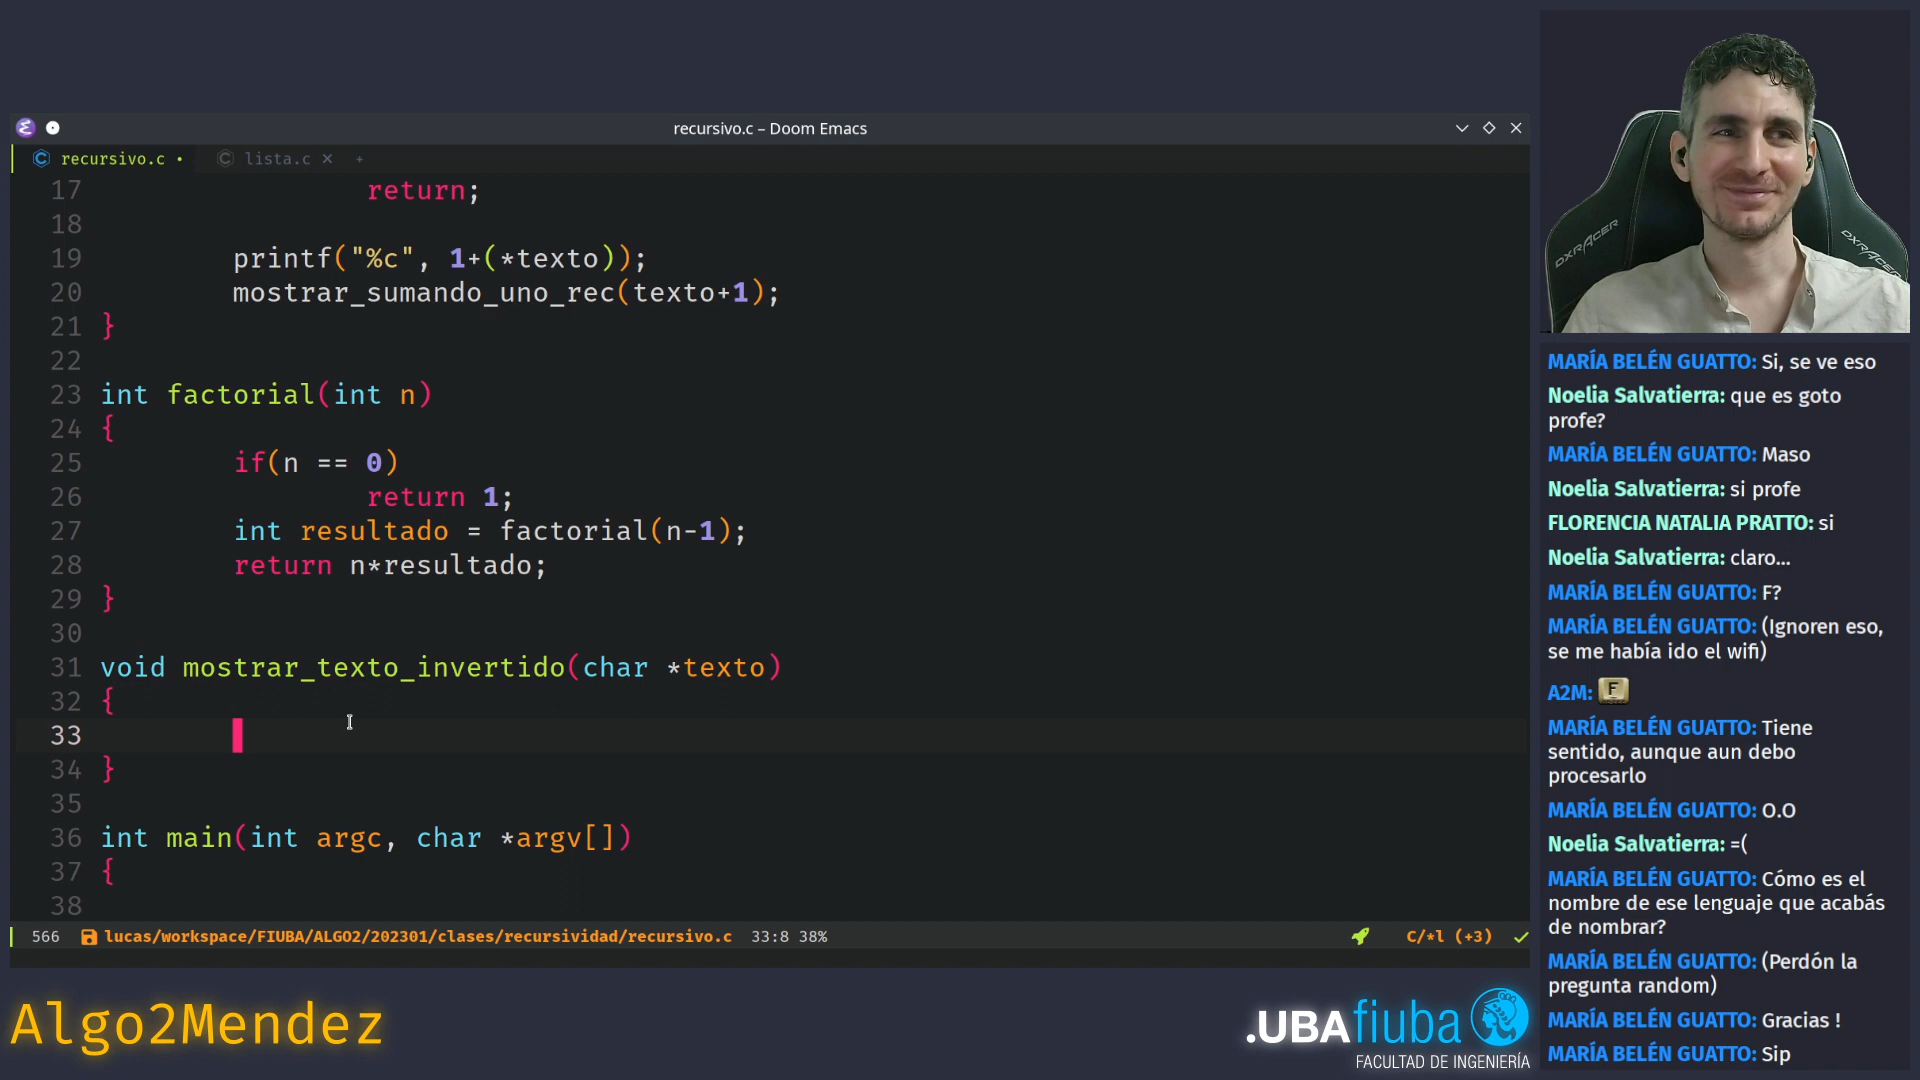 recursivo.c – Doom Emacs
recursivo.c • lista.c × +
17 return;
18
19 printf("%c", 1+(*texto));
20 mostrar_sumando_uno_rec(texto+1);
21 }
22
23 int factorial(int n)
24 {
25 if(n == 0)
26 return 1;
27 int resultado = factorial(n-1);
28 return n*resultado;
29 }
30
31 void mostrar_texto_invertido(char *texto)
32 {
33
34 }
35
36 int main(int argc, char *argv[])
37 {
38
566 lucas/workspace/FIUBA/ALGO2/202301/clases/recursividad/recursivo.c 33:8 38% C/*l (+3)
Algo2Mendez
.UBAfiuba
FACULTAD DE INGENIERÍA
DXRACER
DXRACER
MARÍA BELÉN GUATTO: Si, se ve eso
Noelia Salvatierra: que es goto
profe?
MARÍA BELÉN GUATTO: Maso
Noelia Salvatierra: si profe
FLORENCIA NATALIA PRATTO: si
Noelia Salvatierra: claro...
MARÍA BELÉN GUATTO: F?
MARÍA BELÉN GUATTO: (Ignoren eso,
se me había ido el wifi)
A2M: F
MARÍA BELÉN GUATTO: Tiene
sentido, aunque aun debo
procesarlo
MARÍA BELÉN GUATTO: O.O
Noelia Salvatierra: =(
MARÍA BELÉN GUATTO: Cómo es el
nombre de ese lenguaje que acabás
de nombrar?
MARÍA BELÉN GUATTO: (Perdón la
pregunta random)
MARÍA BELÉN GUATTO: Gracias !
MARÍA BELÉN GUATTO: Sip